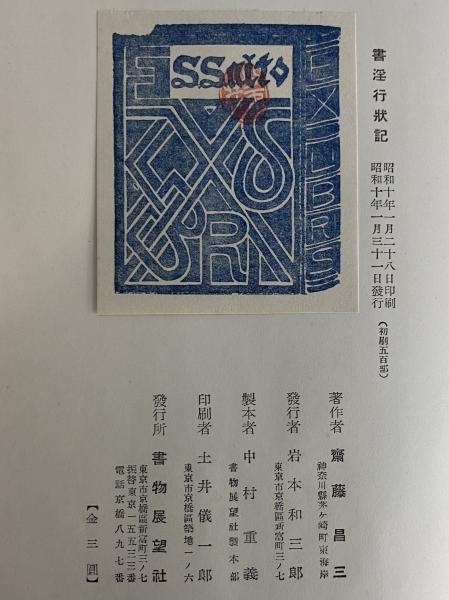 書淫行狀記
昭和十年一月二十八日印刷
昭和十年一月三十一日發行
(初刷五百部)
S.Saito
EX LIBRIS
著作者 齋藤昌三
神奈川縣茅ヶ崎町東海岸
發行者 岩本和三郎
東京市京橋區新富町三ノ七
製本者 中村重義
書物展望社製本部
印刷者 土井儀一郎
東京市京橋區築地一ノ六
發行所 書物展望社
東京市京橋區新富町三ノ七
振替東京一五五三三番
電話京橋八九七番
【金三圓】